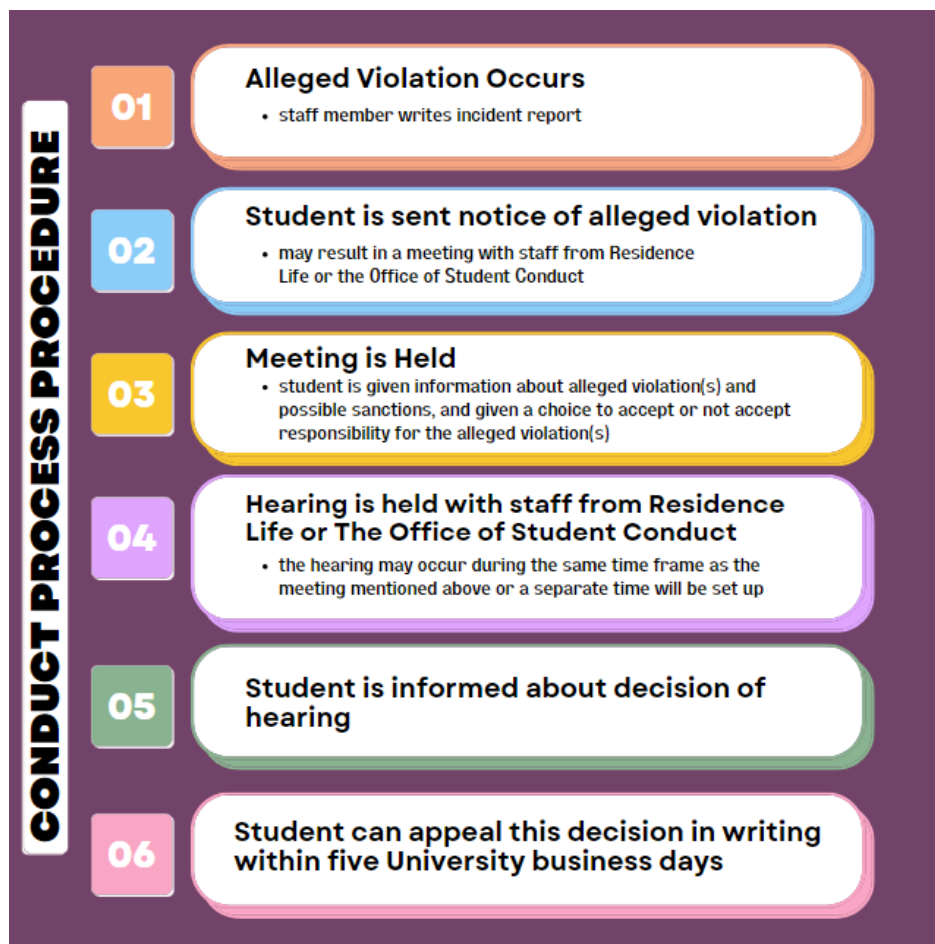 CONDUCT PROCESS PROCEDURE
01
Alleged Violation Occurs
• staff member writes incident report
02
Student is sent notice of alleged violation
• may result in a meeting with staff from Residence
Life or the Office of Student Conduct
03
Meeting is Held
• student is given information about alleged violation(s) and
possible sanctions, and given a choice to accept or not accept
responsibility for the alleged violation(s)
04
Hearing is held with staff from Residence
Life or The Office of Student Conduct
• the hearing may occur during the same time frame as the
meeting mentioned above or a separate time will be set up
05
Student is informed about decision of
hearing
06
Student can appeal this decision in writing
within five University business days